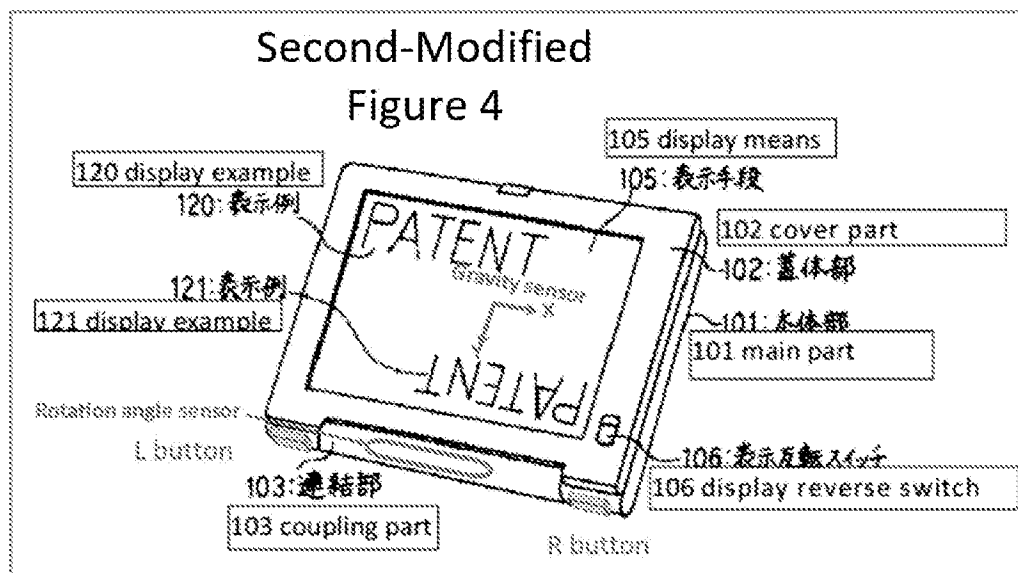 Second-Modified
Figure 4
120 display example
120:表示例
105 display means
105:表示手段
PATENT
102 cover part
102:蓋体部
Gravity sensor
X
121:表示例
121 display example
101:本体部
101 main part
PATENT
Rotation angle sensor
L button
106:表示反転スイッチ
106 display reverse switch
103:連結部
103 coupling part
R button